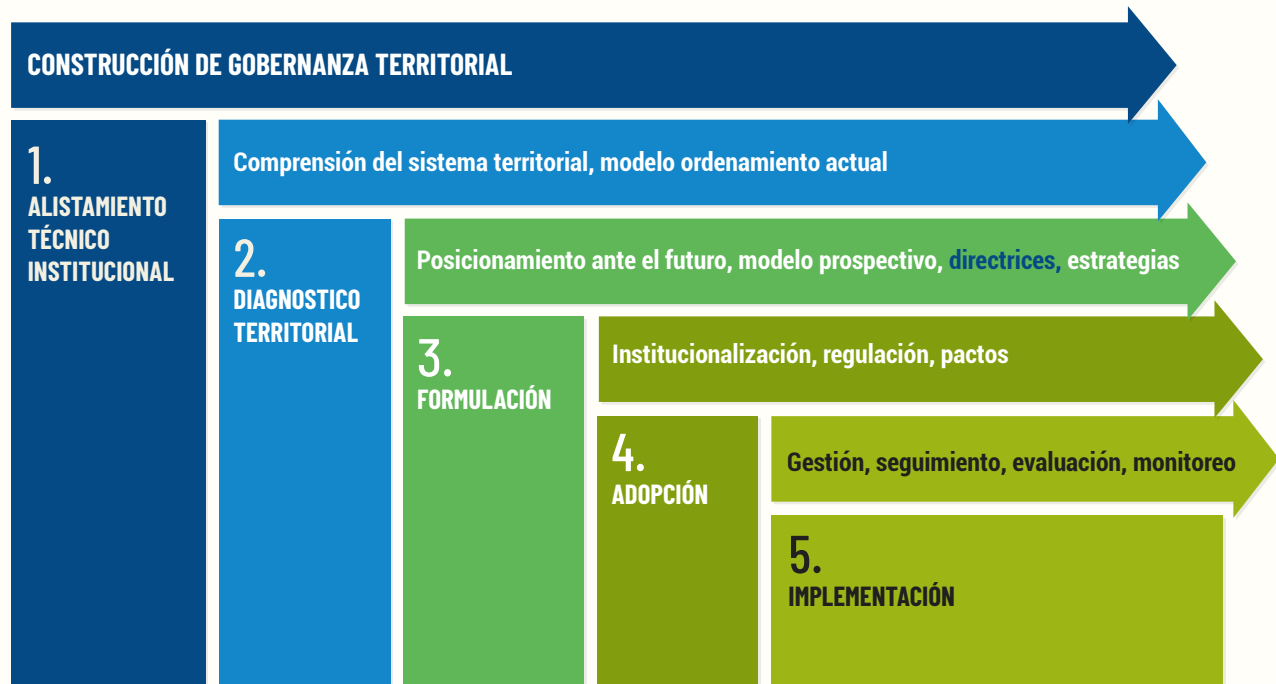 CONSTRUCCIÓN DE GOBERNANZA TERRITORIAL
1.
ALISTAMIENTO
TÉCNICO
INSTITUCIONAL
Comprensión del sistema territorial, modelo ordenamiento actual
2.
DIAGNOSTICO
TERRITORIAL
Posicionamiento ante el futuro, modelo prospectivo, directrices, estrategias
3.
FORMULACIÓN
Institucionalización, regulación, pactos
4.
ADOPCIÓN
Gestión, seguimiento, evaluación, monitoreo
5.
IMPLEMENTACIÓN